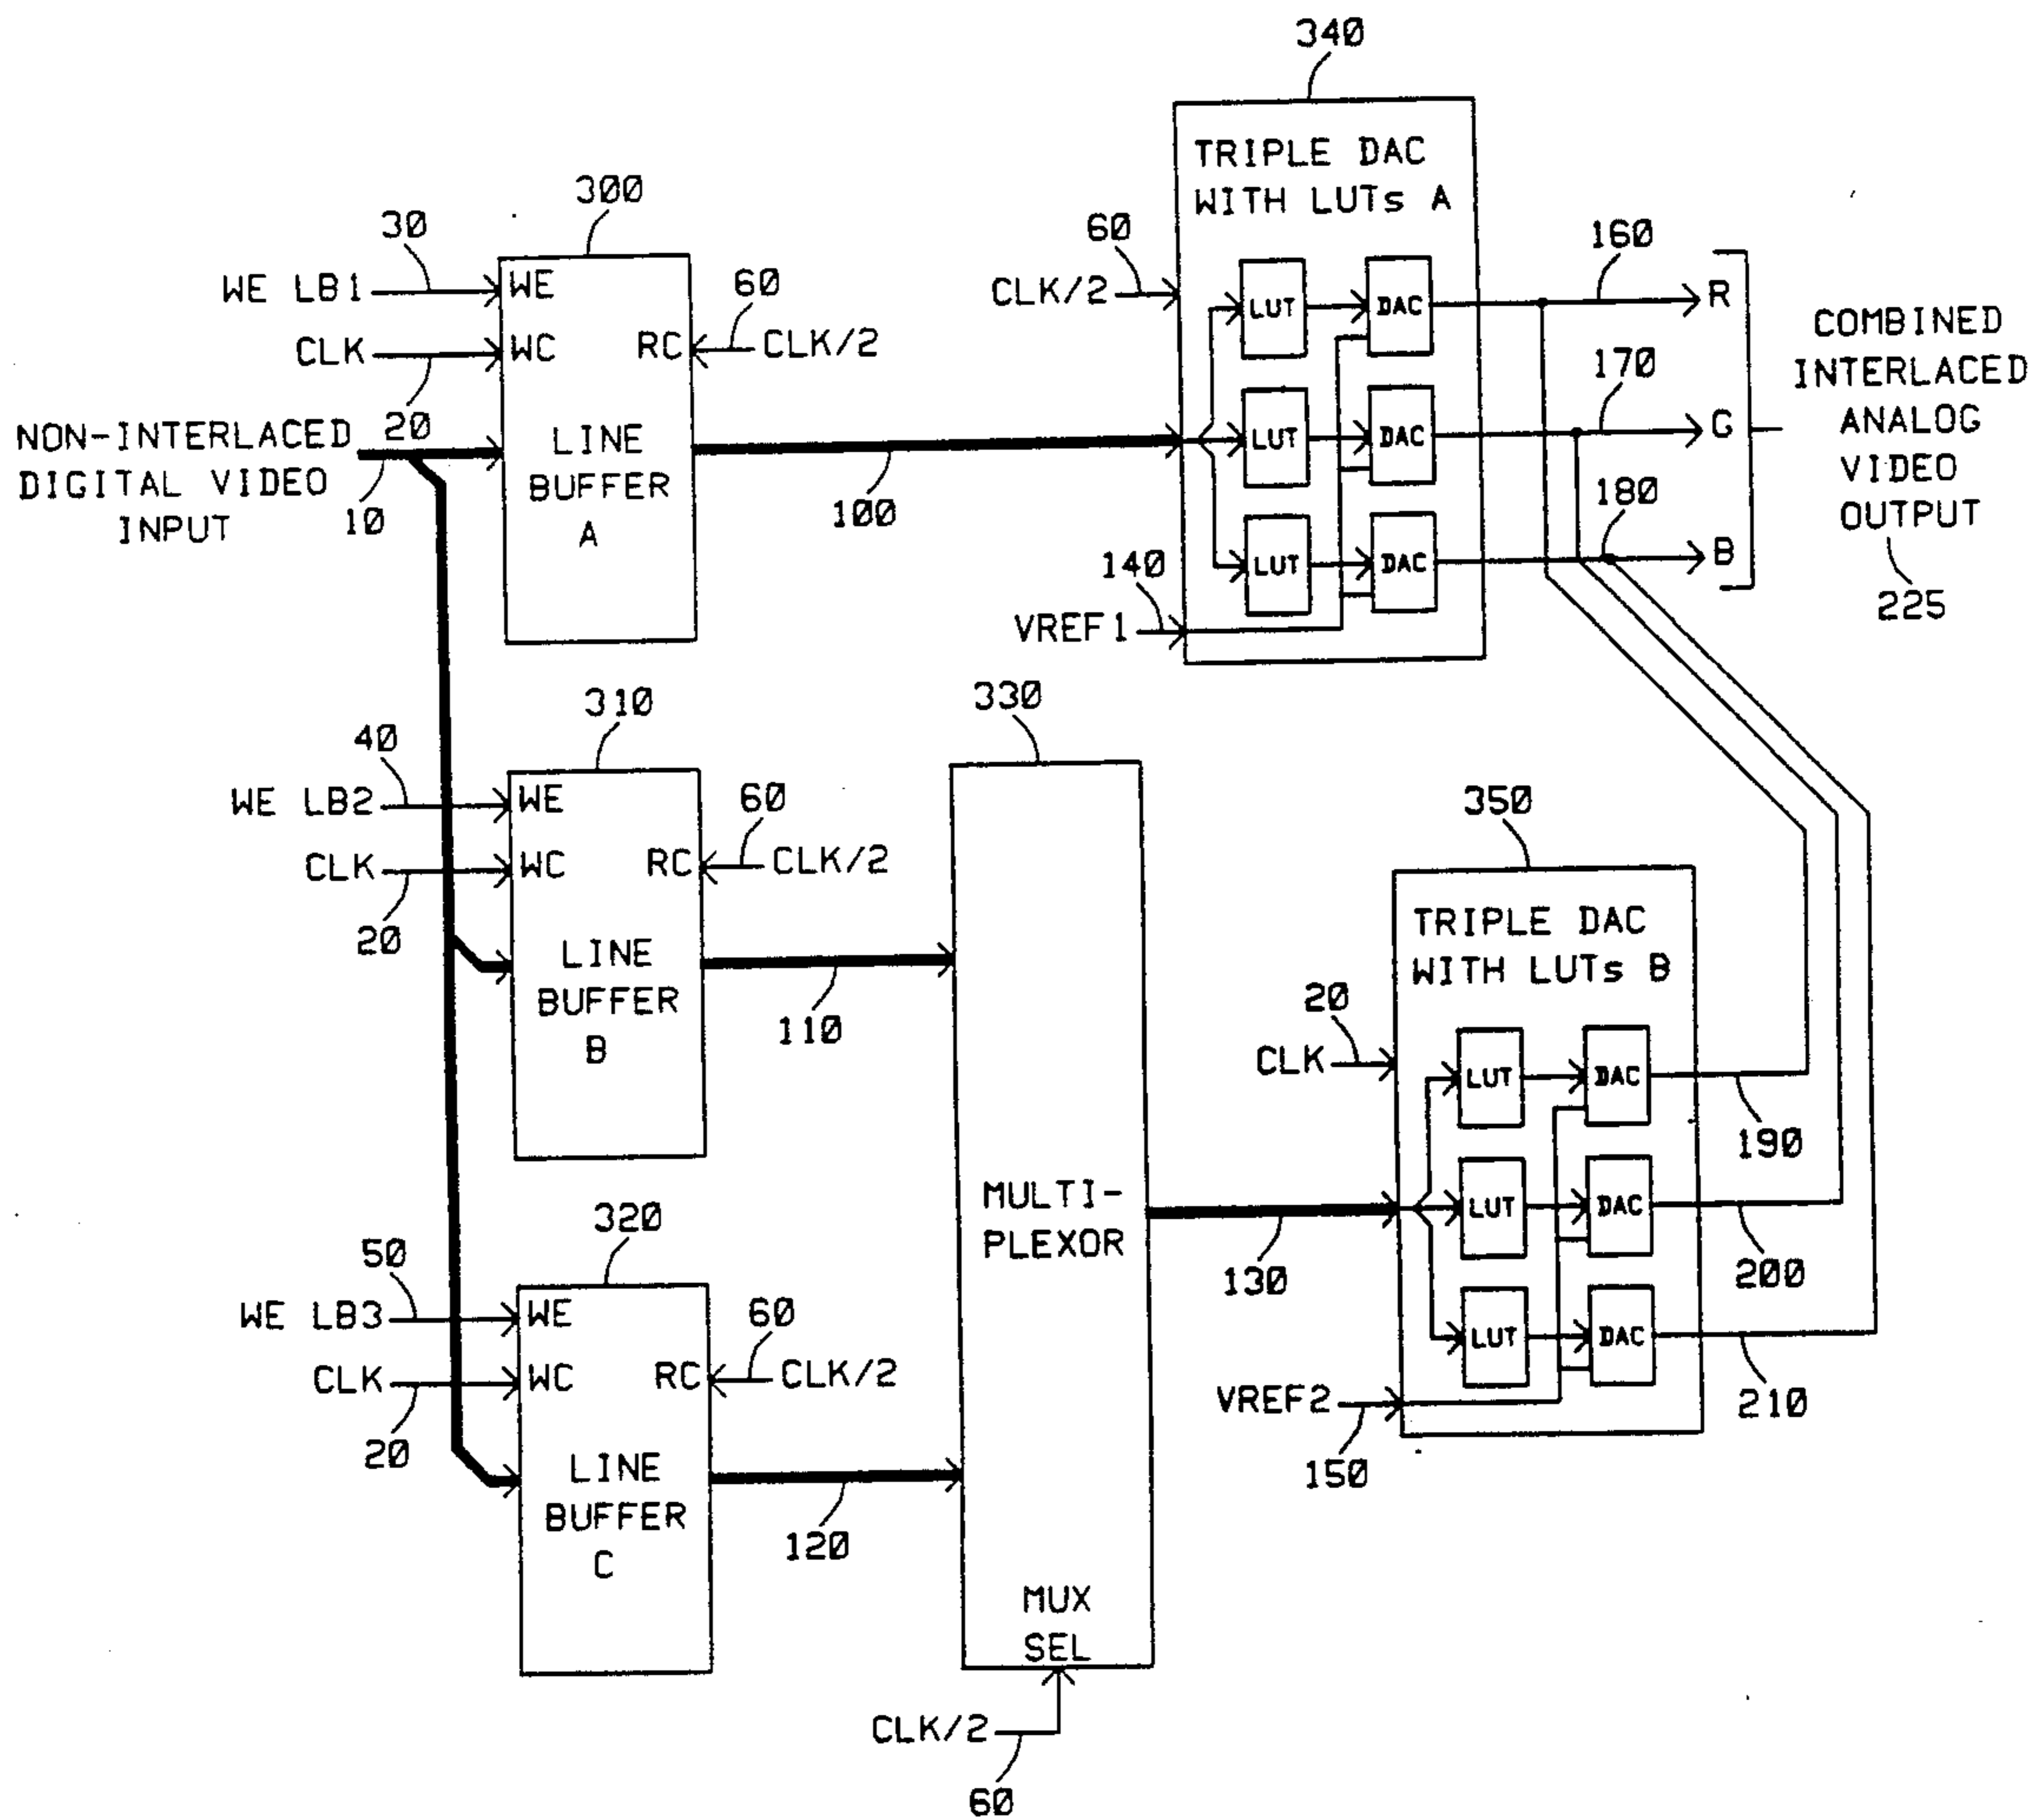 340
TRIPLE DAC
WITH LUTs A
60
CLK/2
LUT
DAC
LUT
DAC
LUT
DAC
140
VREF1
160
R
170
G
180
B
COMBINED
INTERLACED
ANALOG
VIDEO
OUTPUT
225
300
30
WE LB1
WE
60
CLK
WC
RC
CLK/2
20
NON-INTERLACED
DIGITAL VIDEO
INPUT
10
LINE
BUFFER
A
100
310
40
WE LB2
WE
60
CLK
WC
RC
CLK/2
20
LINE
BUFFER
B
110
330
MULTI-
PLEXOR
MUX
SEL
CLK/2
60
130
320
50
WE LB3
WE
60
CLK
WC
RC
CLK/2
20
LINE
BUFFER
C
120
350
TRIPLE DAC
WITH LUTs B
20
CLK
LUT
DAC
190
LUT
DAC
200
LUT
DAC
210
VREF2
150